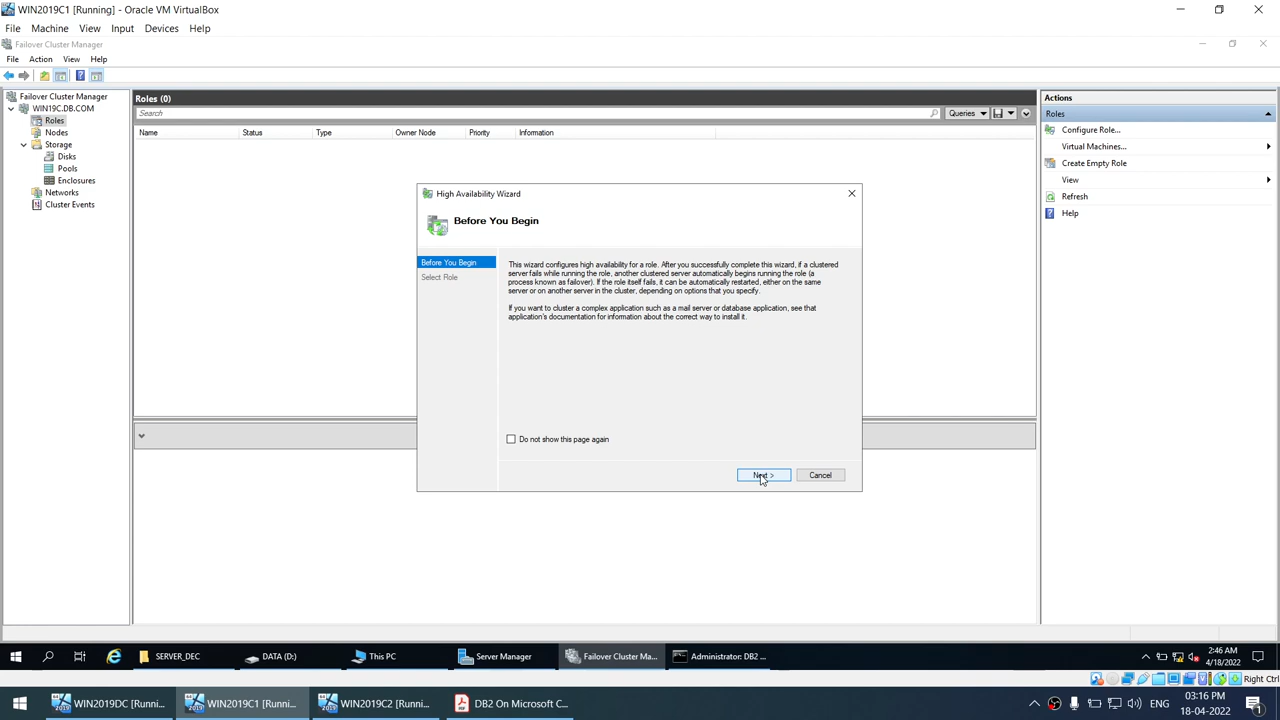 WIN2019C1 [Running] - Oracle VM VirtualBox
File Machine View Input Devices Help
Failover Cluster Manager
File Action View Help
Failover Cluster Manager
WIN19C.DB.COM
Roles
Nodes
Storage
Disks
Pools
Enclosures
Networks
Cluster Events
Roles (0)
Search
Queries
Name Status Type Owner Node Priority Information
High Availability Wizard
Before You Begin
Before You Begin
Select Role
This wizard configures high availability for a role. After you successfully complete this wizard, if a clustered
server fails while running the role, another clustered server automatically begins running the role (a
process known as failover). If the role itself fails, it can be automatically restarted, either on the same
server or on another server in the cluster, depending on options that you specify.
If you want to cluster a complex application such as a mail server or database application, see that
application's documentation for information about the correct way to install it.
Do not show this page again
Next >
Cancel
Actions
Roles
Configure Role...
Virtual Machines...
Create Empty Role
View
Refresh
Help
SERVER_DEC
DATA (D:)
This PC
Server Manager
Failover Cluster Ma...
Administrator: DB2 ...
2:46 AM
4/18/2022
Right Ctrl
WIN2019DC [Runn...
WIN2019C1 [Runni...
WIN2019C2 [Runni...
DB2 On Microsoft C...
ENG
03:16 PM
18-04-2022